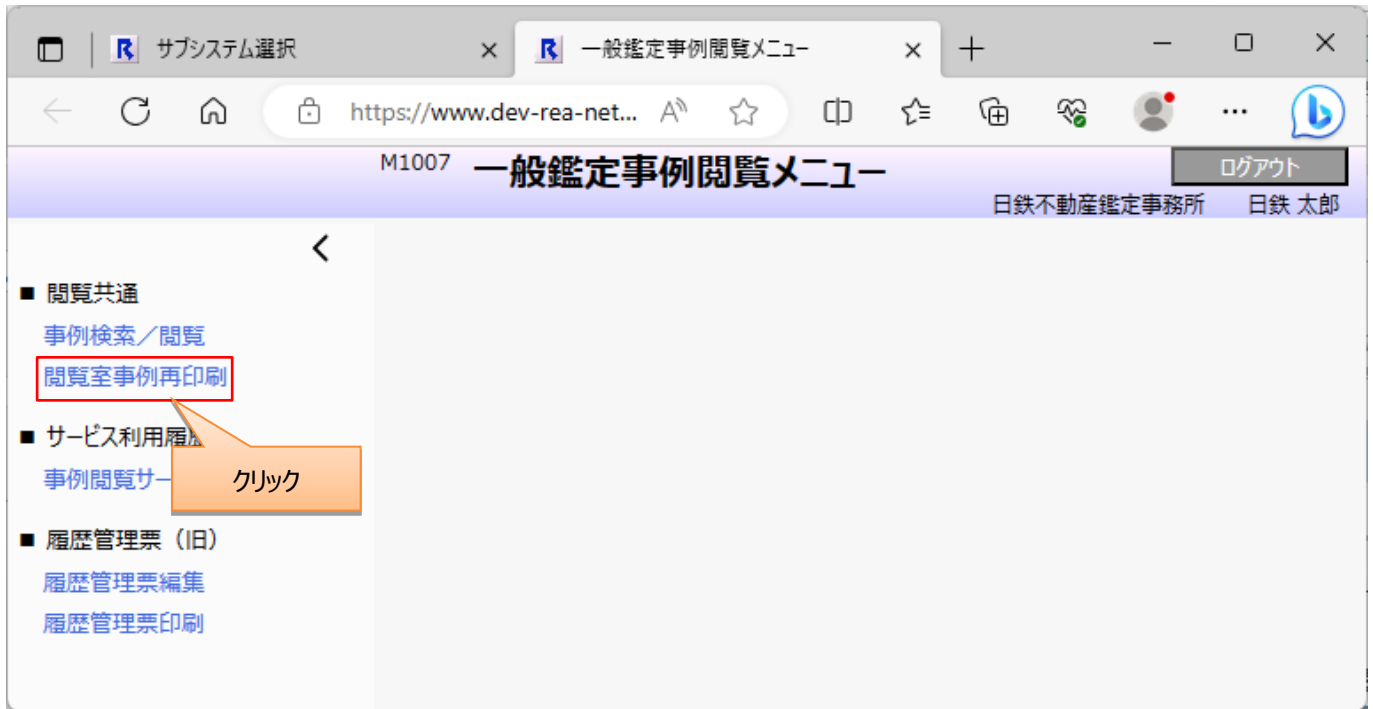 サブシステム選択
一般鑑定事例閲覧メニュー
https://www.dev-rea-net...
M1007 一般鑑定事例閲覧メニュー
ログアウト
日鉄不動産鑑定事務所 日鉄 太郎
■ 閲覧共通
事例検索／閲覧
閲覧室事例再印刷
■ サービス利用履
事例閲覧サー
クリック
■ 履歴管理票（旧）
履歴管理票編集
履歴管理票印刷